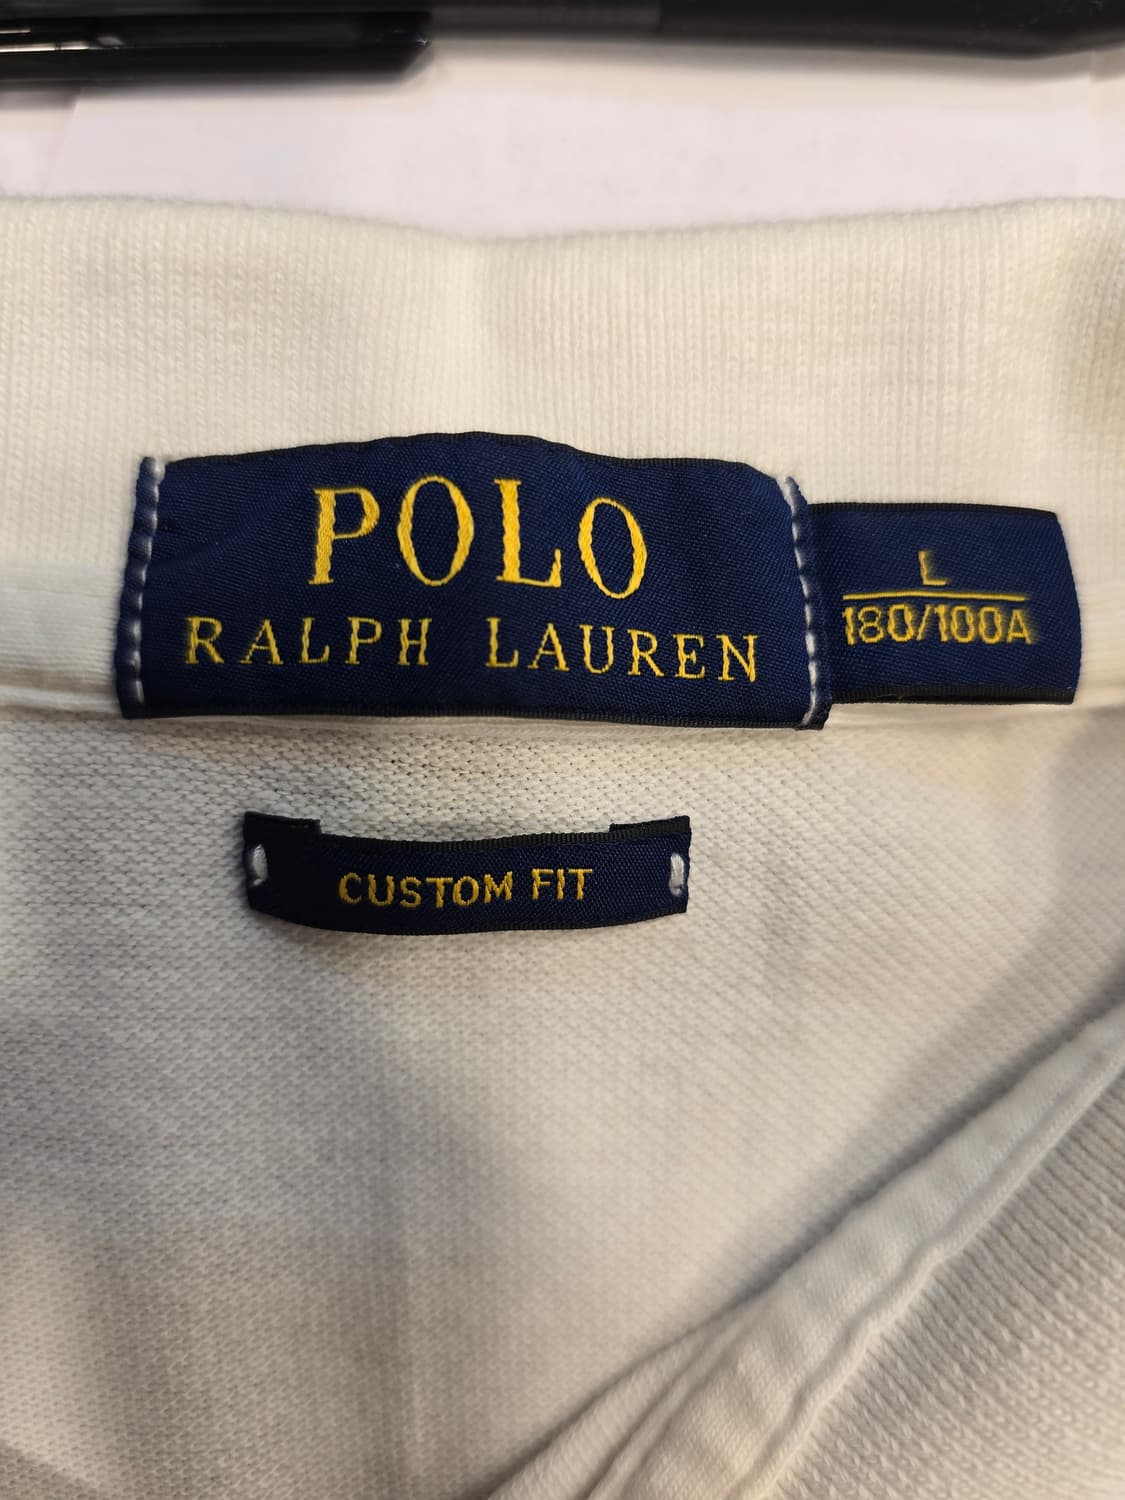 POLO
RALPH LAUREN
L
180/100A
CUSTOM FIT